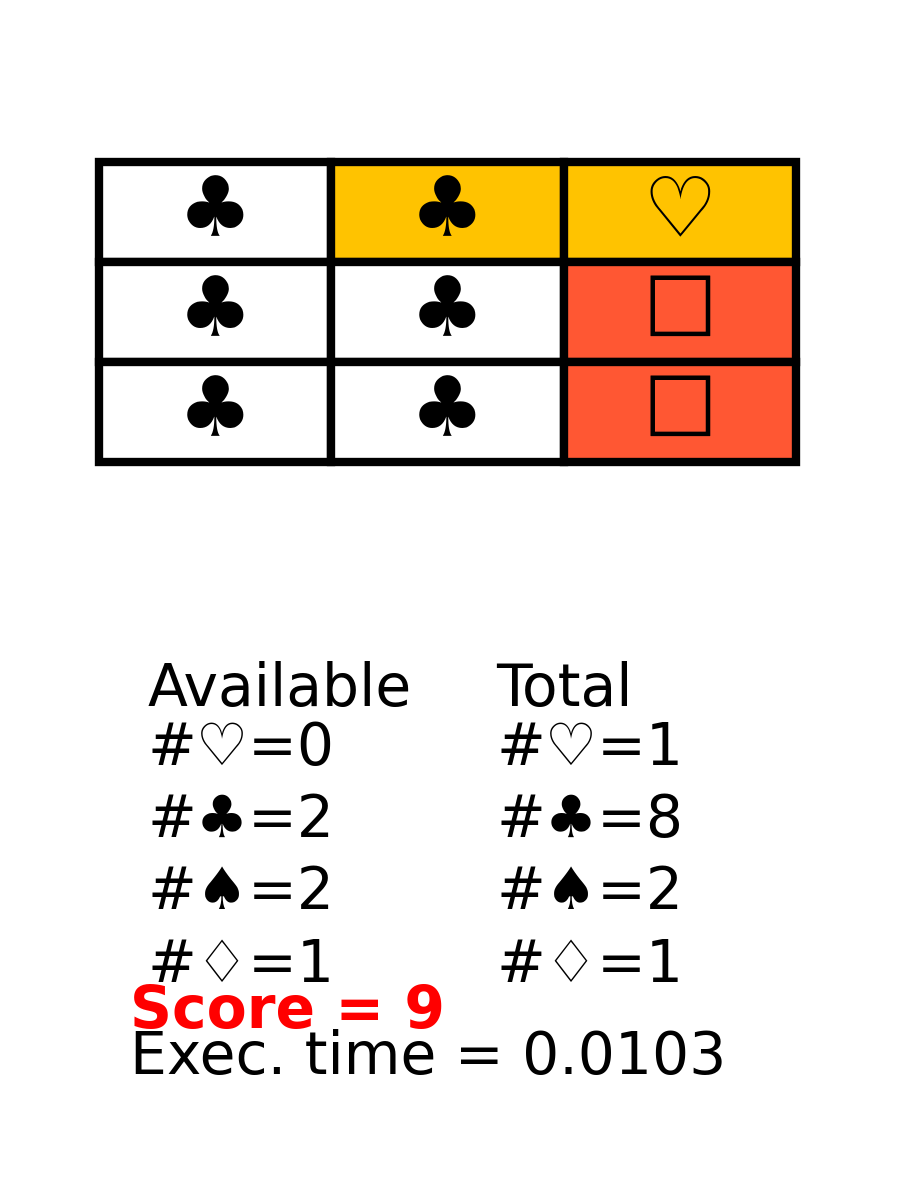 ♣ ♣ ♡
♣ ♣ □
♣ ♣ □
Available Total
#♡=0 #♡=1
#♣=2 #♣=8
#♠=2 #♠=2
#♢=1 #♢=1
Score = 9
Exec. time = 0.0103